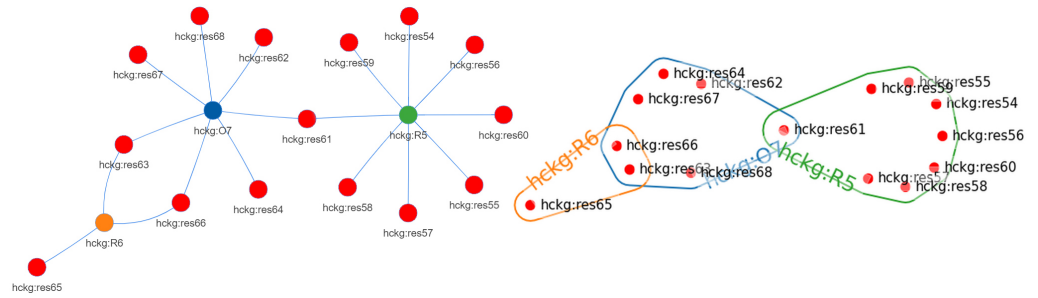 hckg:res68
hckg:res62
hckg:res67
hckg:O7
hckg:res63
hckg:res61
hckg:res66
hckg:res64
hckg:R6
hckg:res65
hckg:res54
hckg:res59
hckg:res56
hckg:R5
hckg:res60
hckg:res58
hckg:res57
hckg:res55
hckg:res64
hckg:res62
hckg:res67
hckg:res61
hckg:res66
hckg:res63
hckg:res68
hckg:O7
hckg:R6
hckg:res65
hckg:res55
hckg:res59
hckg:res54
hckg:res56
hckg:res60
hckg:res57
hckg:res58
hckg:R5